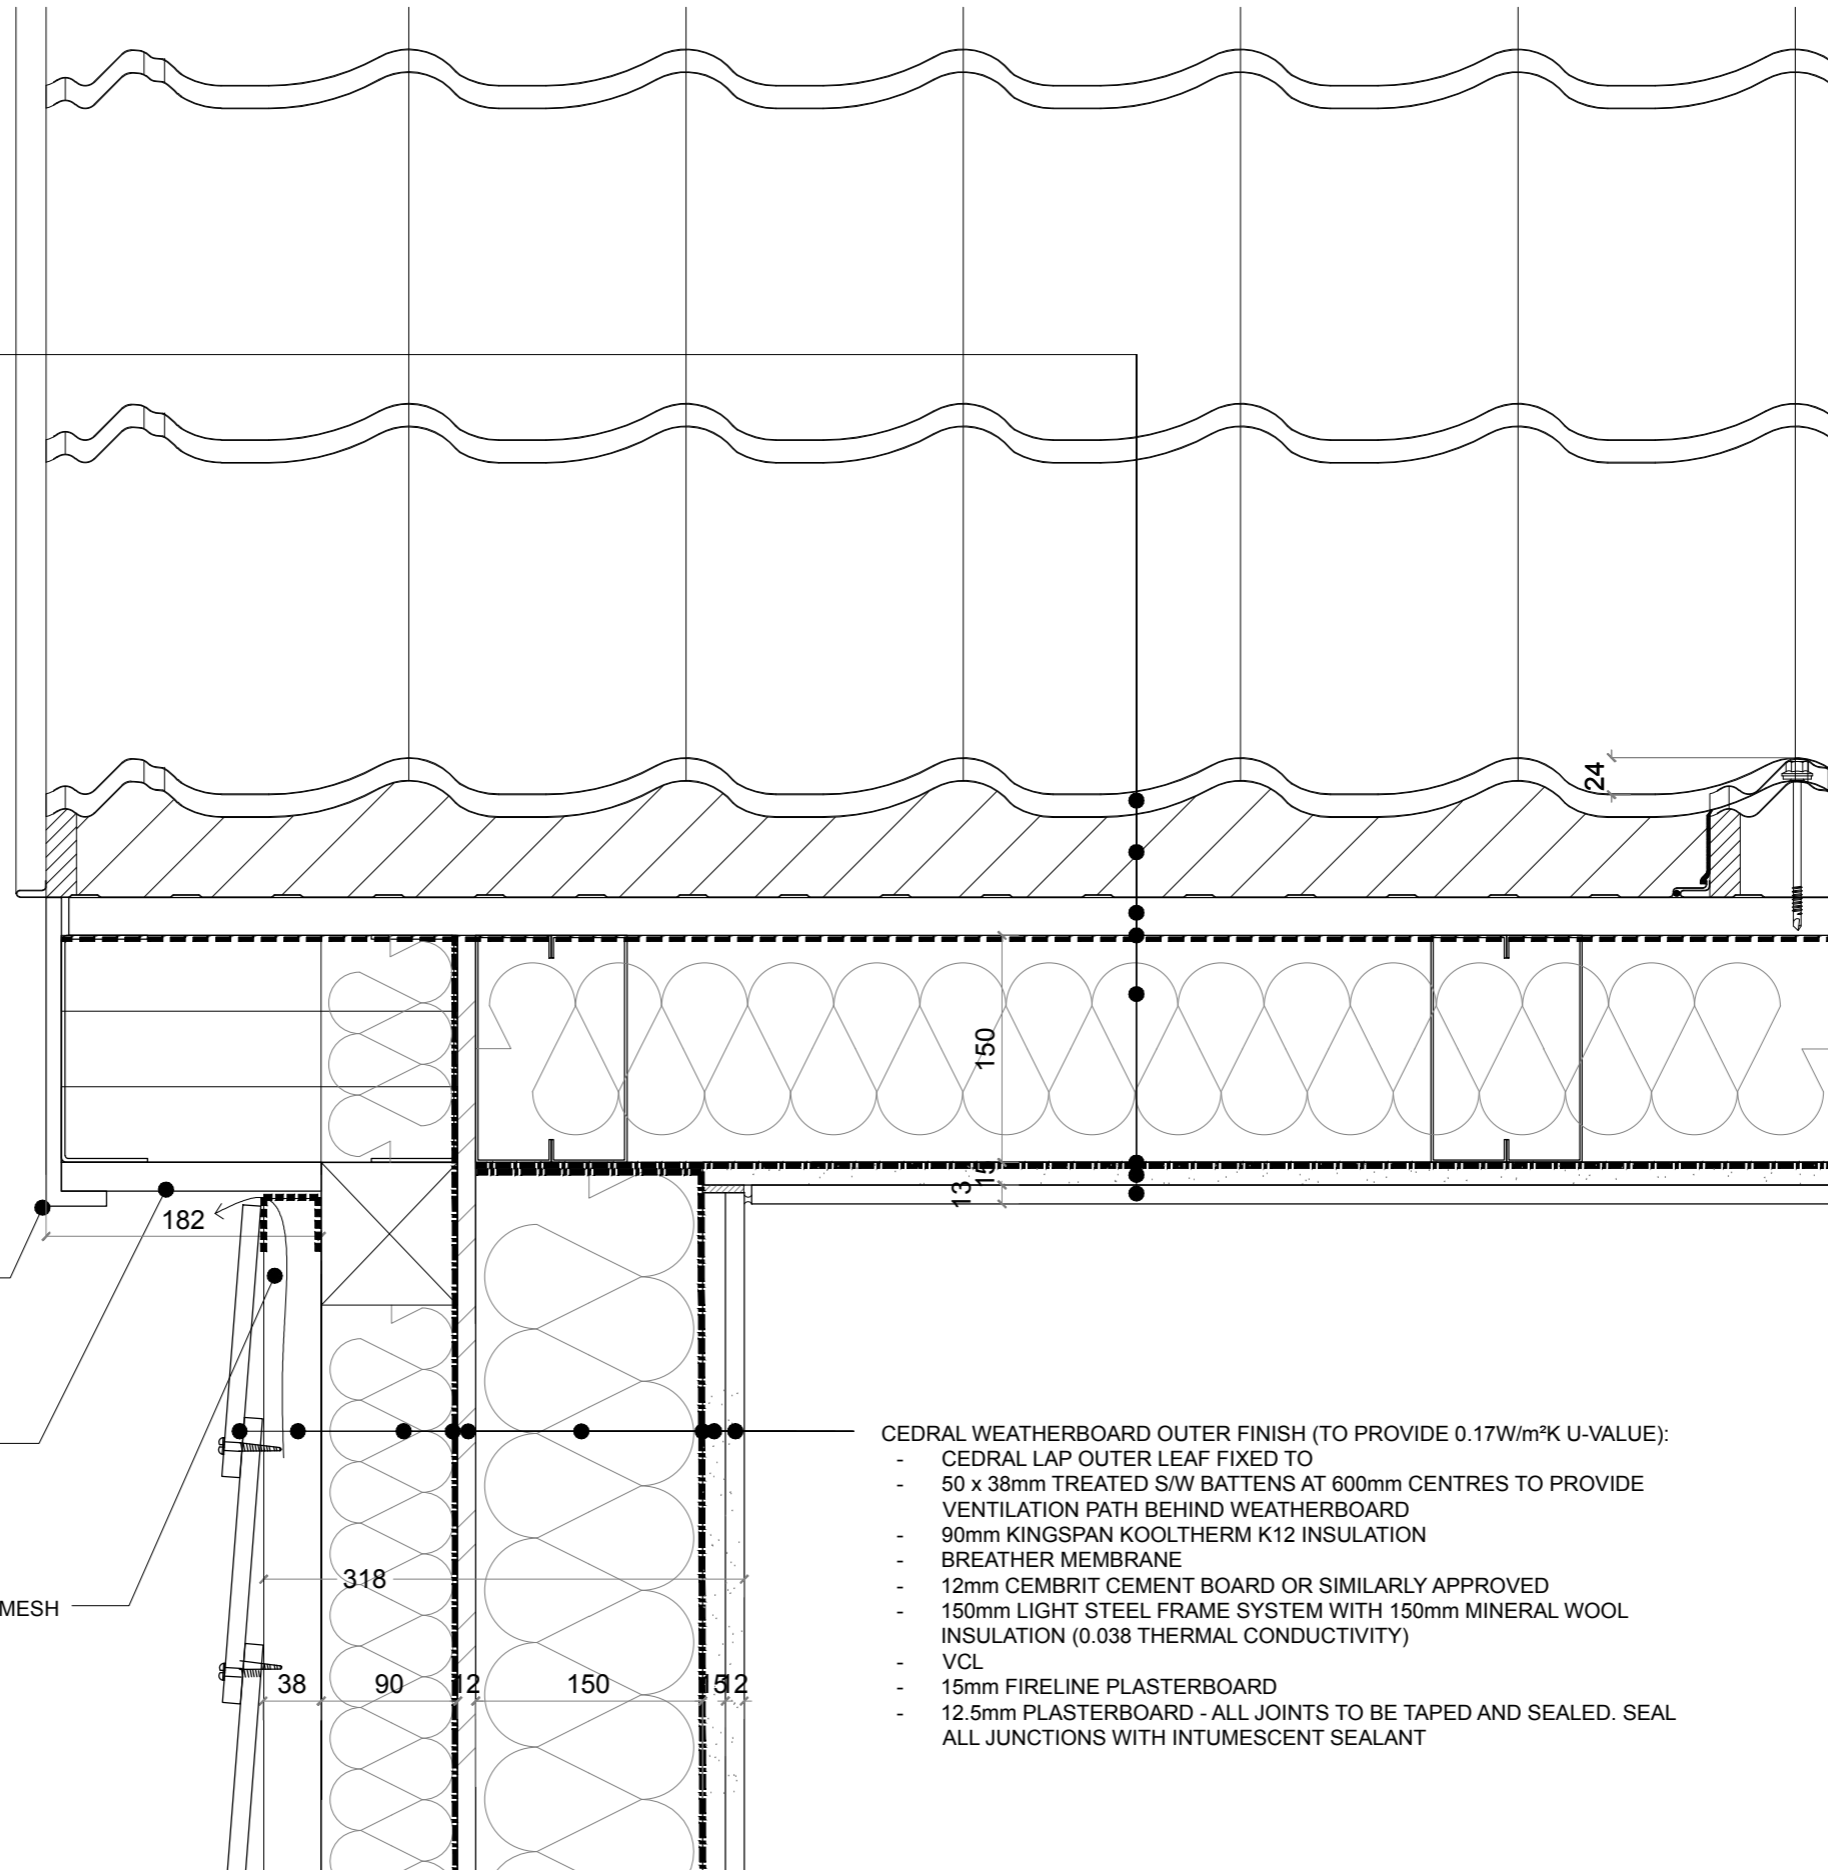 24
150
15
13
182
CEDRAL WEATHERBOARD OUTER FINISH (TO PROVIDE 0.17W/m²K U-VALUE):
- CEDRAL LAP OUTER LEAF FIXED TO
- 50 x 38mm TREATED S/W BATTENS AT 600mm CENTRES TO PROVIDE
VENTILATION PATH BEHIND WEATHERBOARD
- 90mm KINGSPAN KOOLTHERM K12 INSULATION
- BREATHER MEMBRANE
- 12mm CEMBRIT CEMENT BOARD OR SIMILARLY APPROVED
- 150mm LIGHT STEEL FRAME SYSTEM WITH 150mm MINERAL WOOL
INSULATION (0.038 THERMAL CONDUCTIVITY)
- VCL
- 15mm FIRELINE PLASTERBOARD
- 12.5mm PLASTERBOARD - ALL JOINTS TO BE TAPED AND SEALED. SEAL
ALL JUNCTIONS WITH INTUMESCENT SEALANT
318
MESH
38 90 12 150 15 12